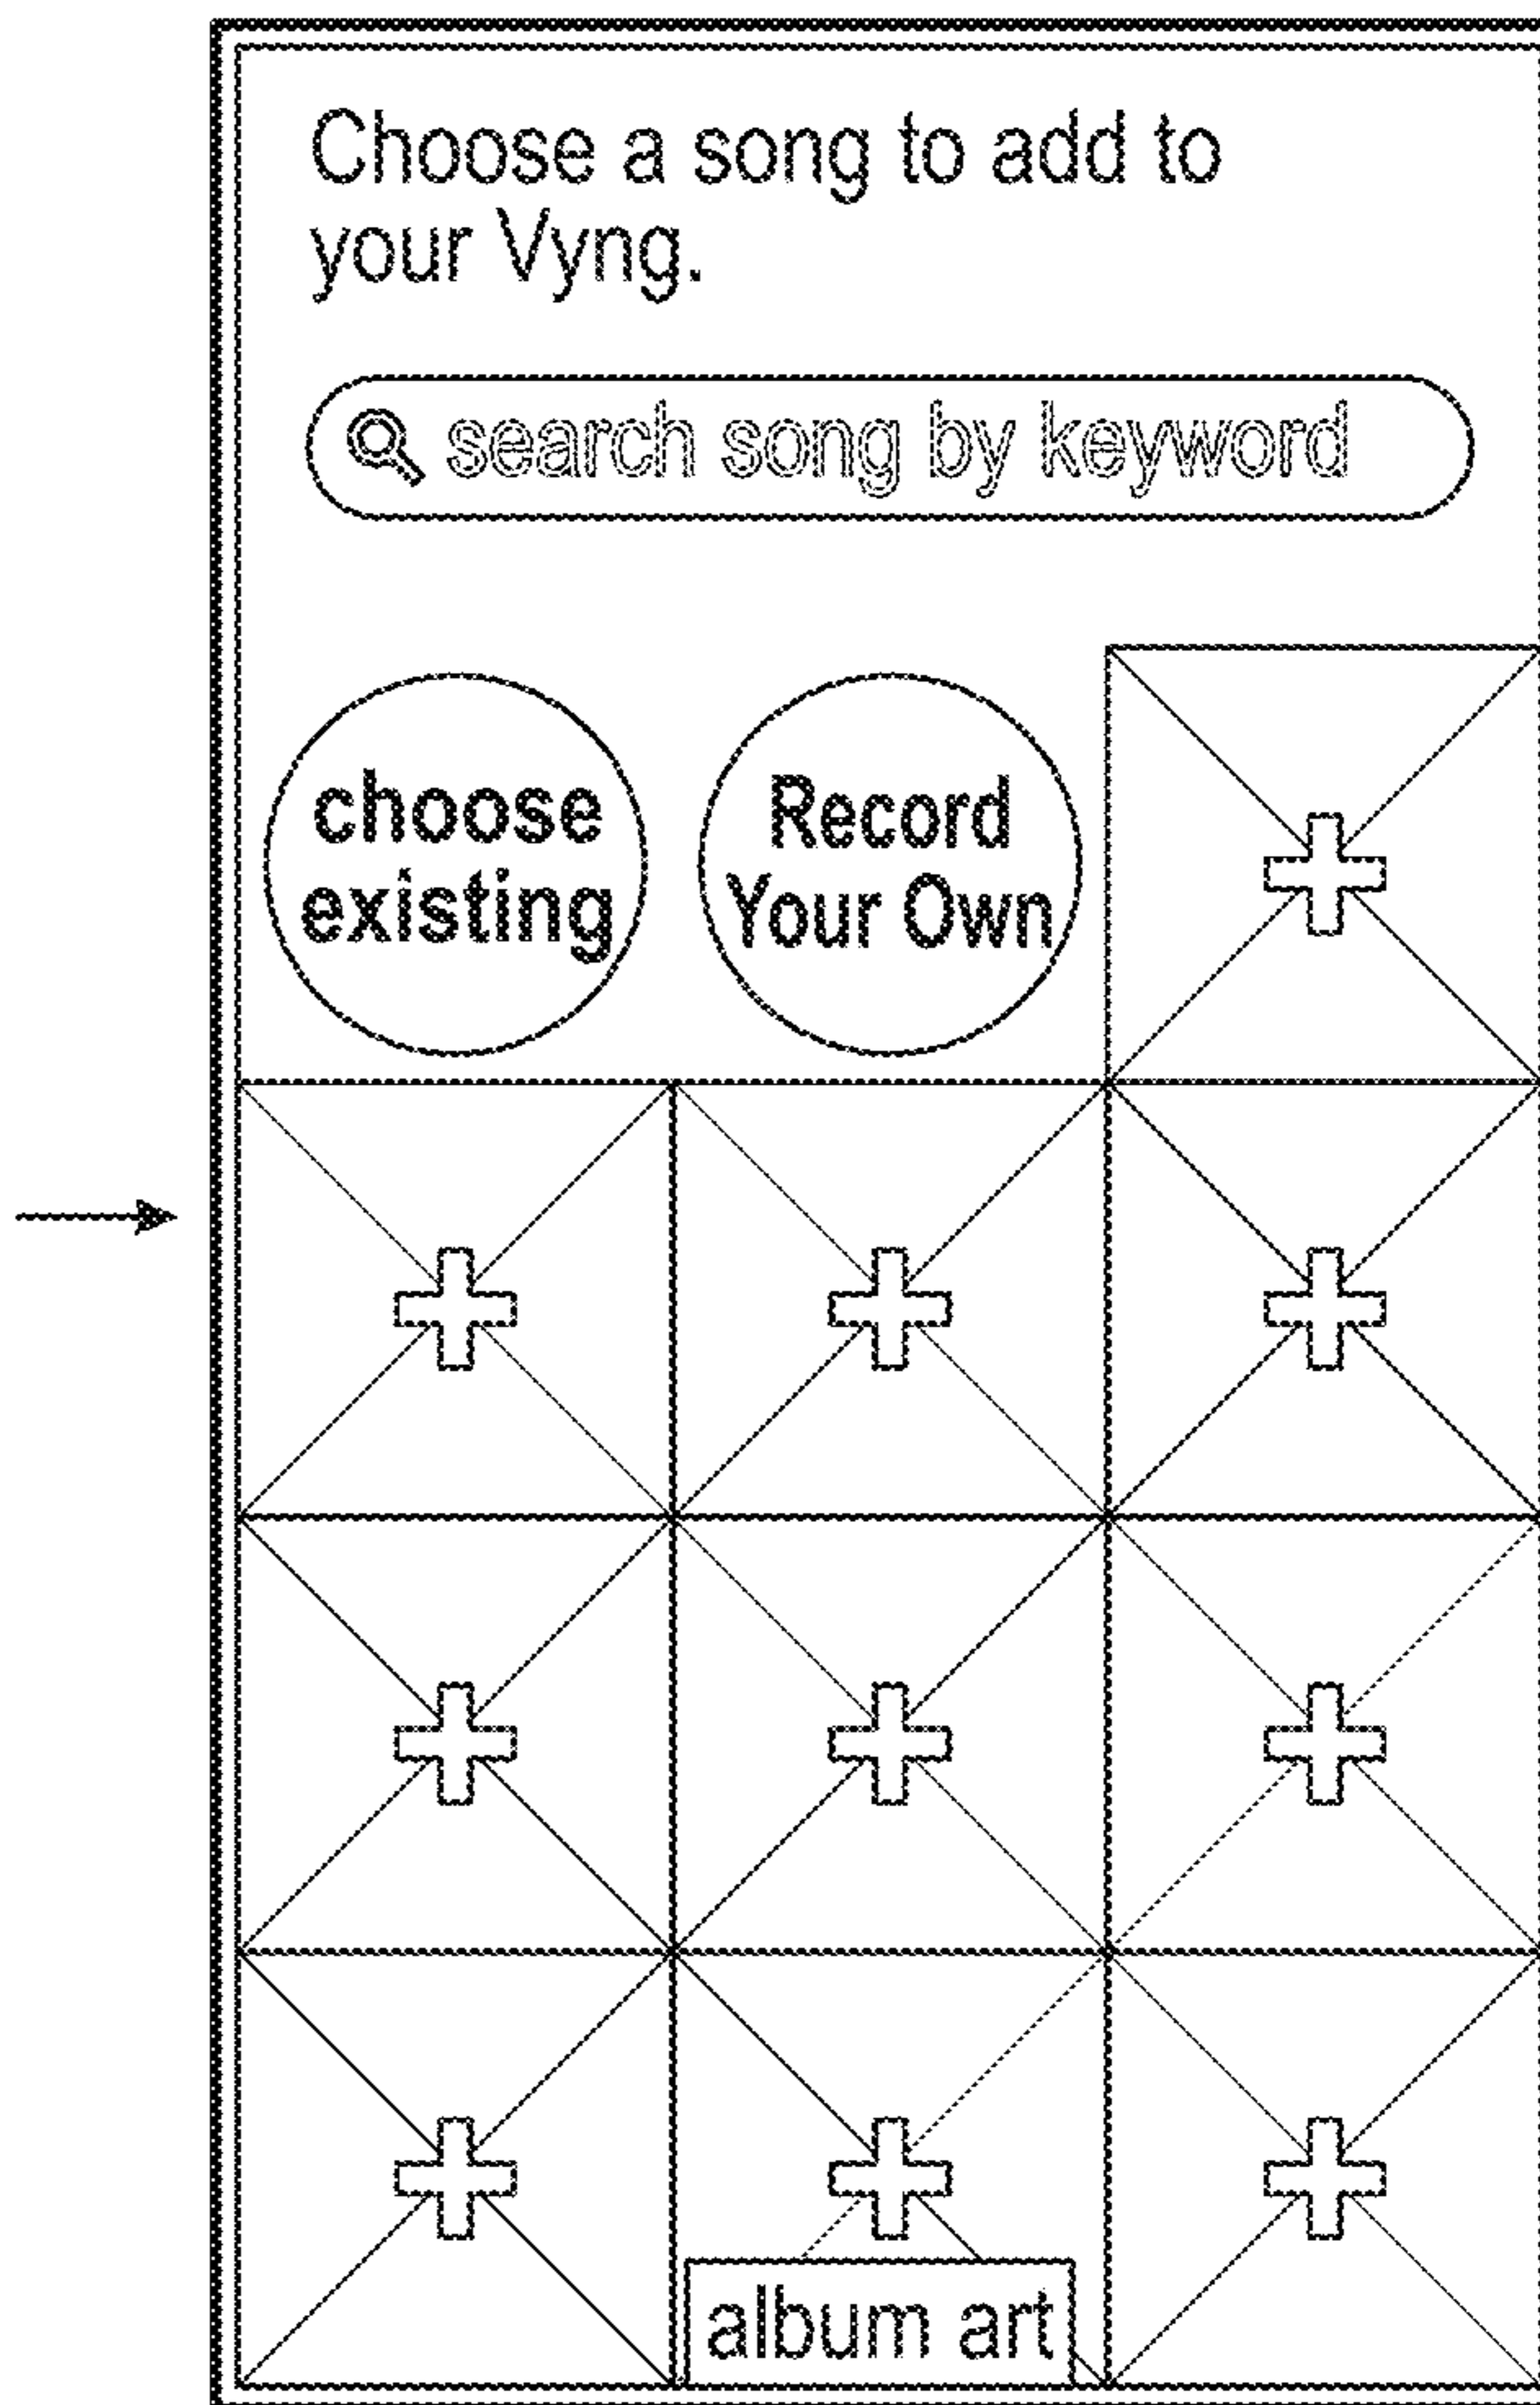 Choose a song to add to
your Vyng.
search song by keyword
choose
existing
Record
Your Own
album art